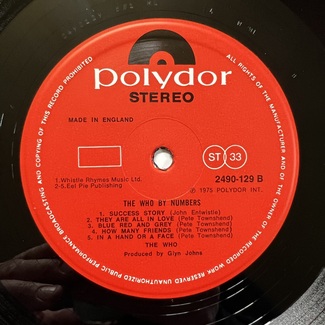 polydor
STEREO
MADE IN ENGLAND
ST 33
2490-129 B
1.Whistle Rhymes Music Ltd.
2-5.Eel Pie Publishing
℗ 1975 POLYDOR INT.
THE WHO BY NUMBERS
1. SUCCESS STORY (John Entwistle)
2. THEY ARE ALL IN LOVE (Pete Townshend)
3. BLUE RED AND GREY (Pete Townshend)
4. HOW MANY FRIENDS (Pete Townshend)
5. IN A HAND OR A FACE (Pete Townshend)
THE WHO
Produced by Glyn Johns
ALL RIGHTS OF THE MANUFACTURER AND OF THE OWNER OF THE RECORDED WORK RESERVED UNAUTHORISED PUBLIC PERFORMANCE BROADCASTING AND COPYING OF THIS RECORD PROHIBITED